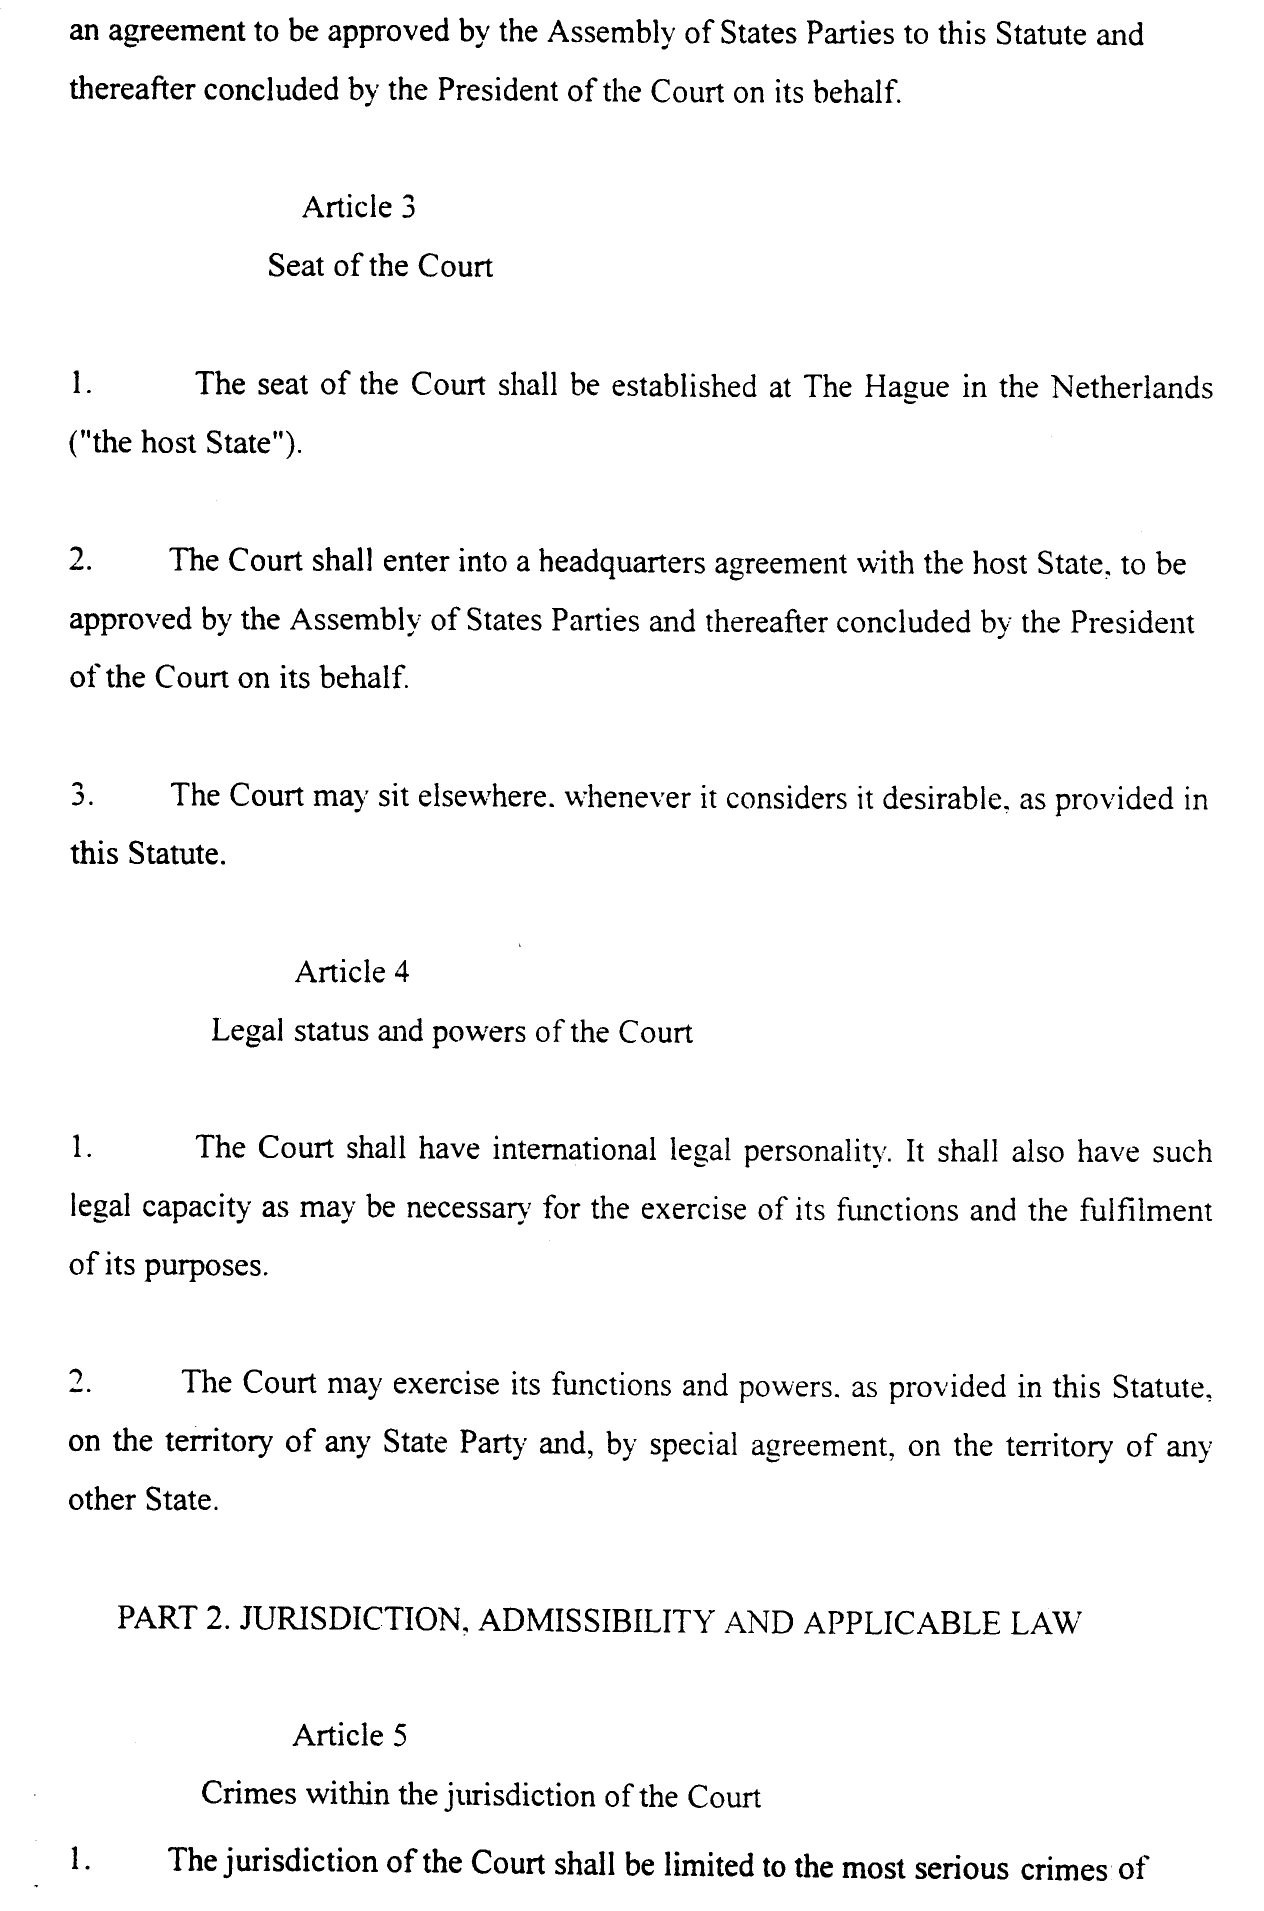 an agreement to be approved by the Assembly of States Parties to this Statute and
thereafter concluded by the President of the Court on its behalf.
Article 3
Seat of the Court
1. The seat of the Court shall be established at The Hague in the Netherlands
("the host State").
2. The Court shall enter into a headquarters agreement with the host State, to be
approved by the Assembly of States Parties and thereafter concluded by the President
of the Court on its behalf.
3. The Court may sit elsewhere, whenever it considers it desirable, as provided in
this Statute.
Article 4
Legal status and powers of the Court
1. The Court shall have international legal personality. It shall also have such
legal capacity as may be necessary for the exercise of its functions and the fulfilment
of its purposes.
2. The Court may exercise its functions and powers, as provided in this Statute,
on the territory of any State Party and, by special agreement, on the territory of any
other State.
PART 2. JURISDICTION, ADMISSIBILITY AND APPLICABLE LAW
Article 5
Crimes within the jurisdiction of the Court
1. The jurisdiction of the Court shall be limited to the most serious crimes of